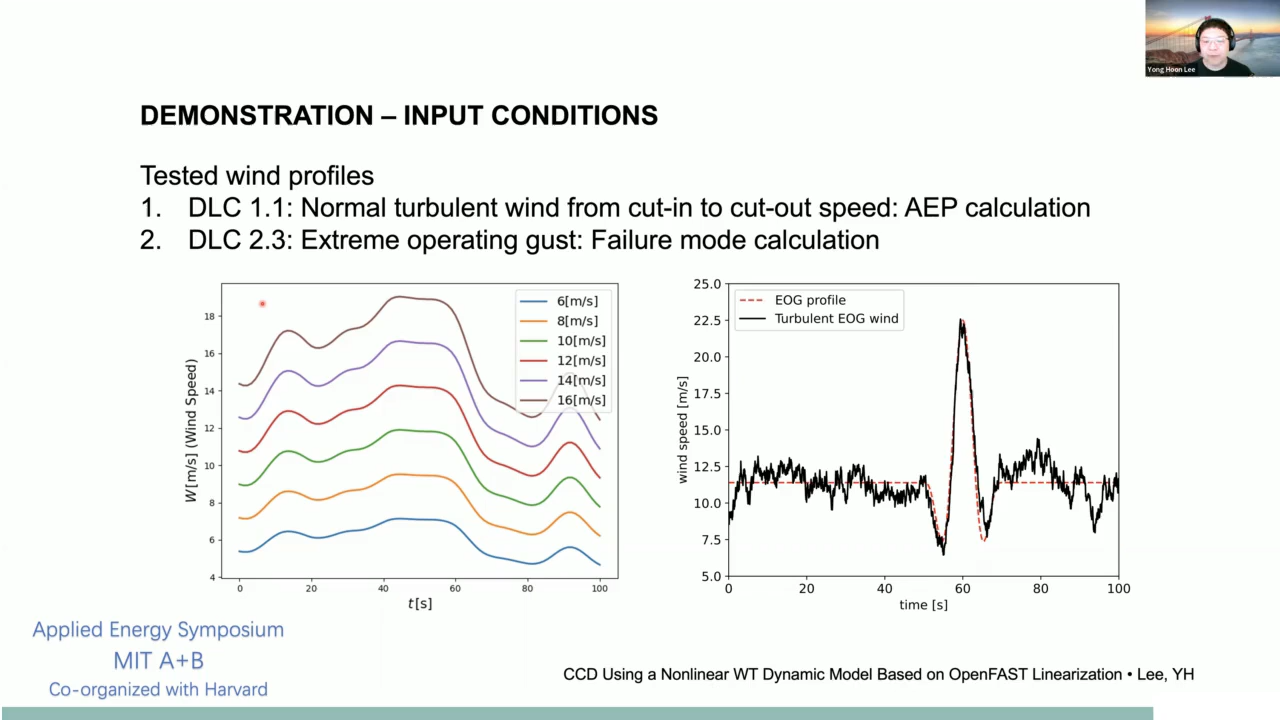 Yong Hoon Lee
DEMONSTRATION – INPUT CONDITIONS
Tested wind profiles
1. DLC 1.1: Normal turbulent wind from cut-in to cut-out speed: AEP calculation
2. DLC 2.3: Extreme operating gust: Failure mode calculation
W[m/s] (Wind Speed)
18
16
14
12
10
8
6
4
0 20 40 60 80 100
t[s]
6[m/s]
8[m/s]
10[m/s]
12[m/s]
14[m/s]
16[m/s]
wind speed [m/s]
25.0
22.5
20.0
17.5
15.0
12.5
10.0
7.5
5.0
0 20 40 60 80 100
time [s]
EOG profile
Turbulent EOG wind
Applied Energy Symposium
MIT A+B
Co-organized with Harvard
CCD Using a Nonlinear WT Dynamic Model Based on OpenFAST Linearization • Lee, YH